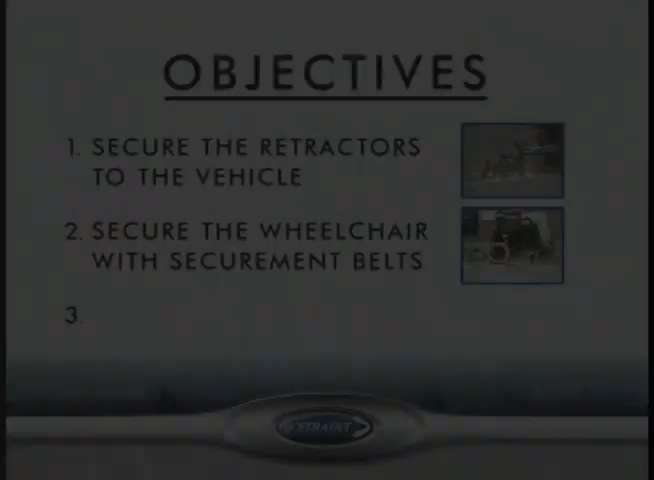 OBJECTIVES
1. SECURE THE RETRACTORS
TO THE VEHICLE
2. SECURE THE WHEELCHAIR
WITH SECUREMENT BELTS
3.